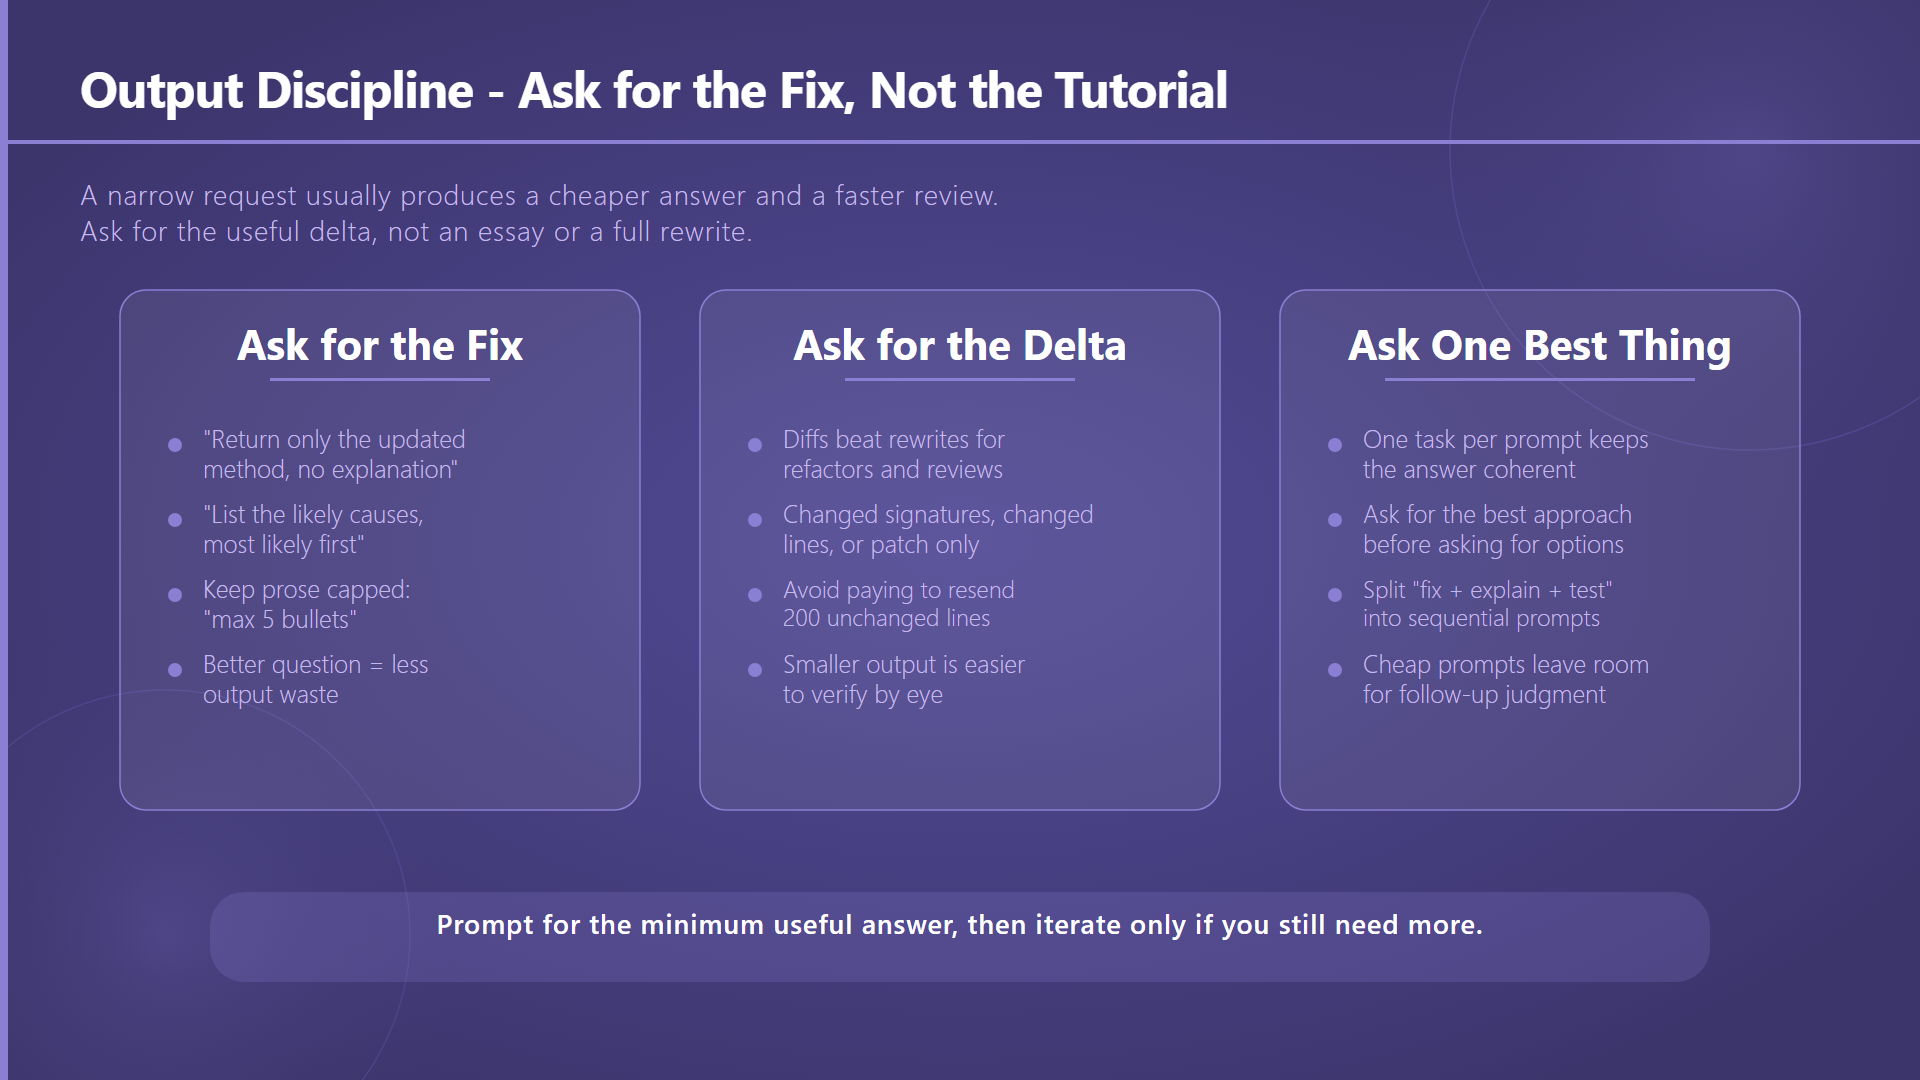 Output Discipline - Ask for the Fix, Not the Tutorial
A narrow request usually produces a cheaper answer and a faster review.
Ask for the useful delta, not an essay or a full rewrite.
Ask for the Fix
"Return only the updated
method, no explanation"
"List the likely causes,
most likely first"
Keep prose capped:
"max 5 bullets"
Better question = less
output waste
Ask for the Delta
Diffs beat rewrites for
refactors and reviews
Changed signatures, changed
lines, or patch only
Avoid paying to resend
200 unchanged lines
Smaller output is easier
to verify by eye
Ask One Best Thing
One task per prompt keeps
the answer coherent
Ask for the best approach
before asking for options
Split "fix + explain + test"
into sequential prompts
Cheap prompts leave room
for follow-up judgment
Prompt for the minimum useful answer, then iterate only if you still need more.